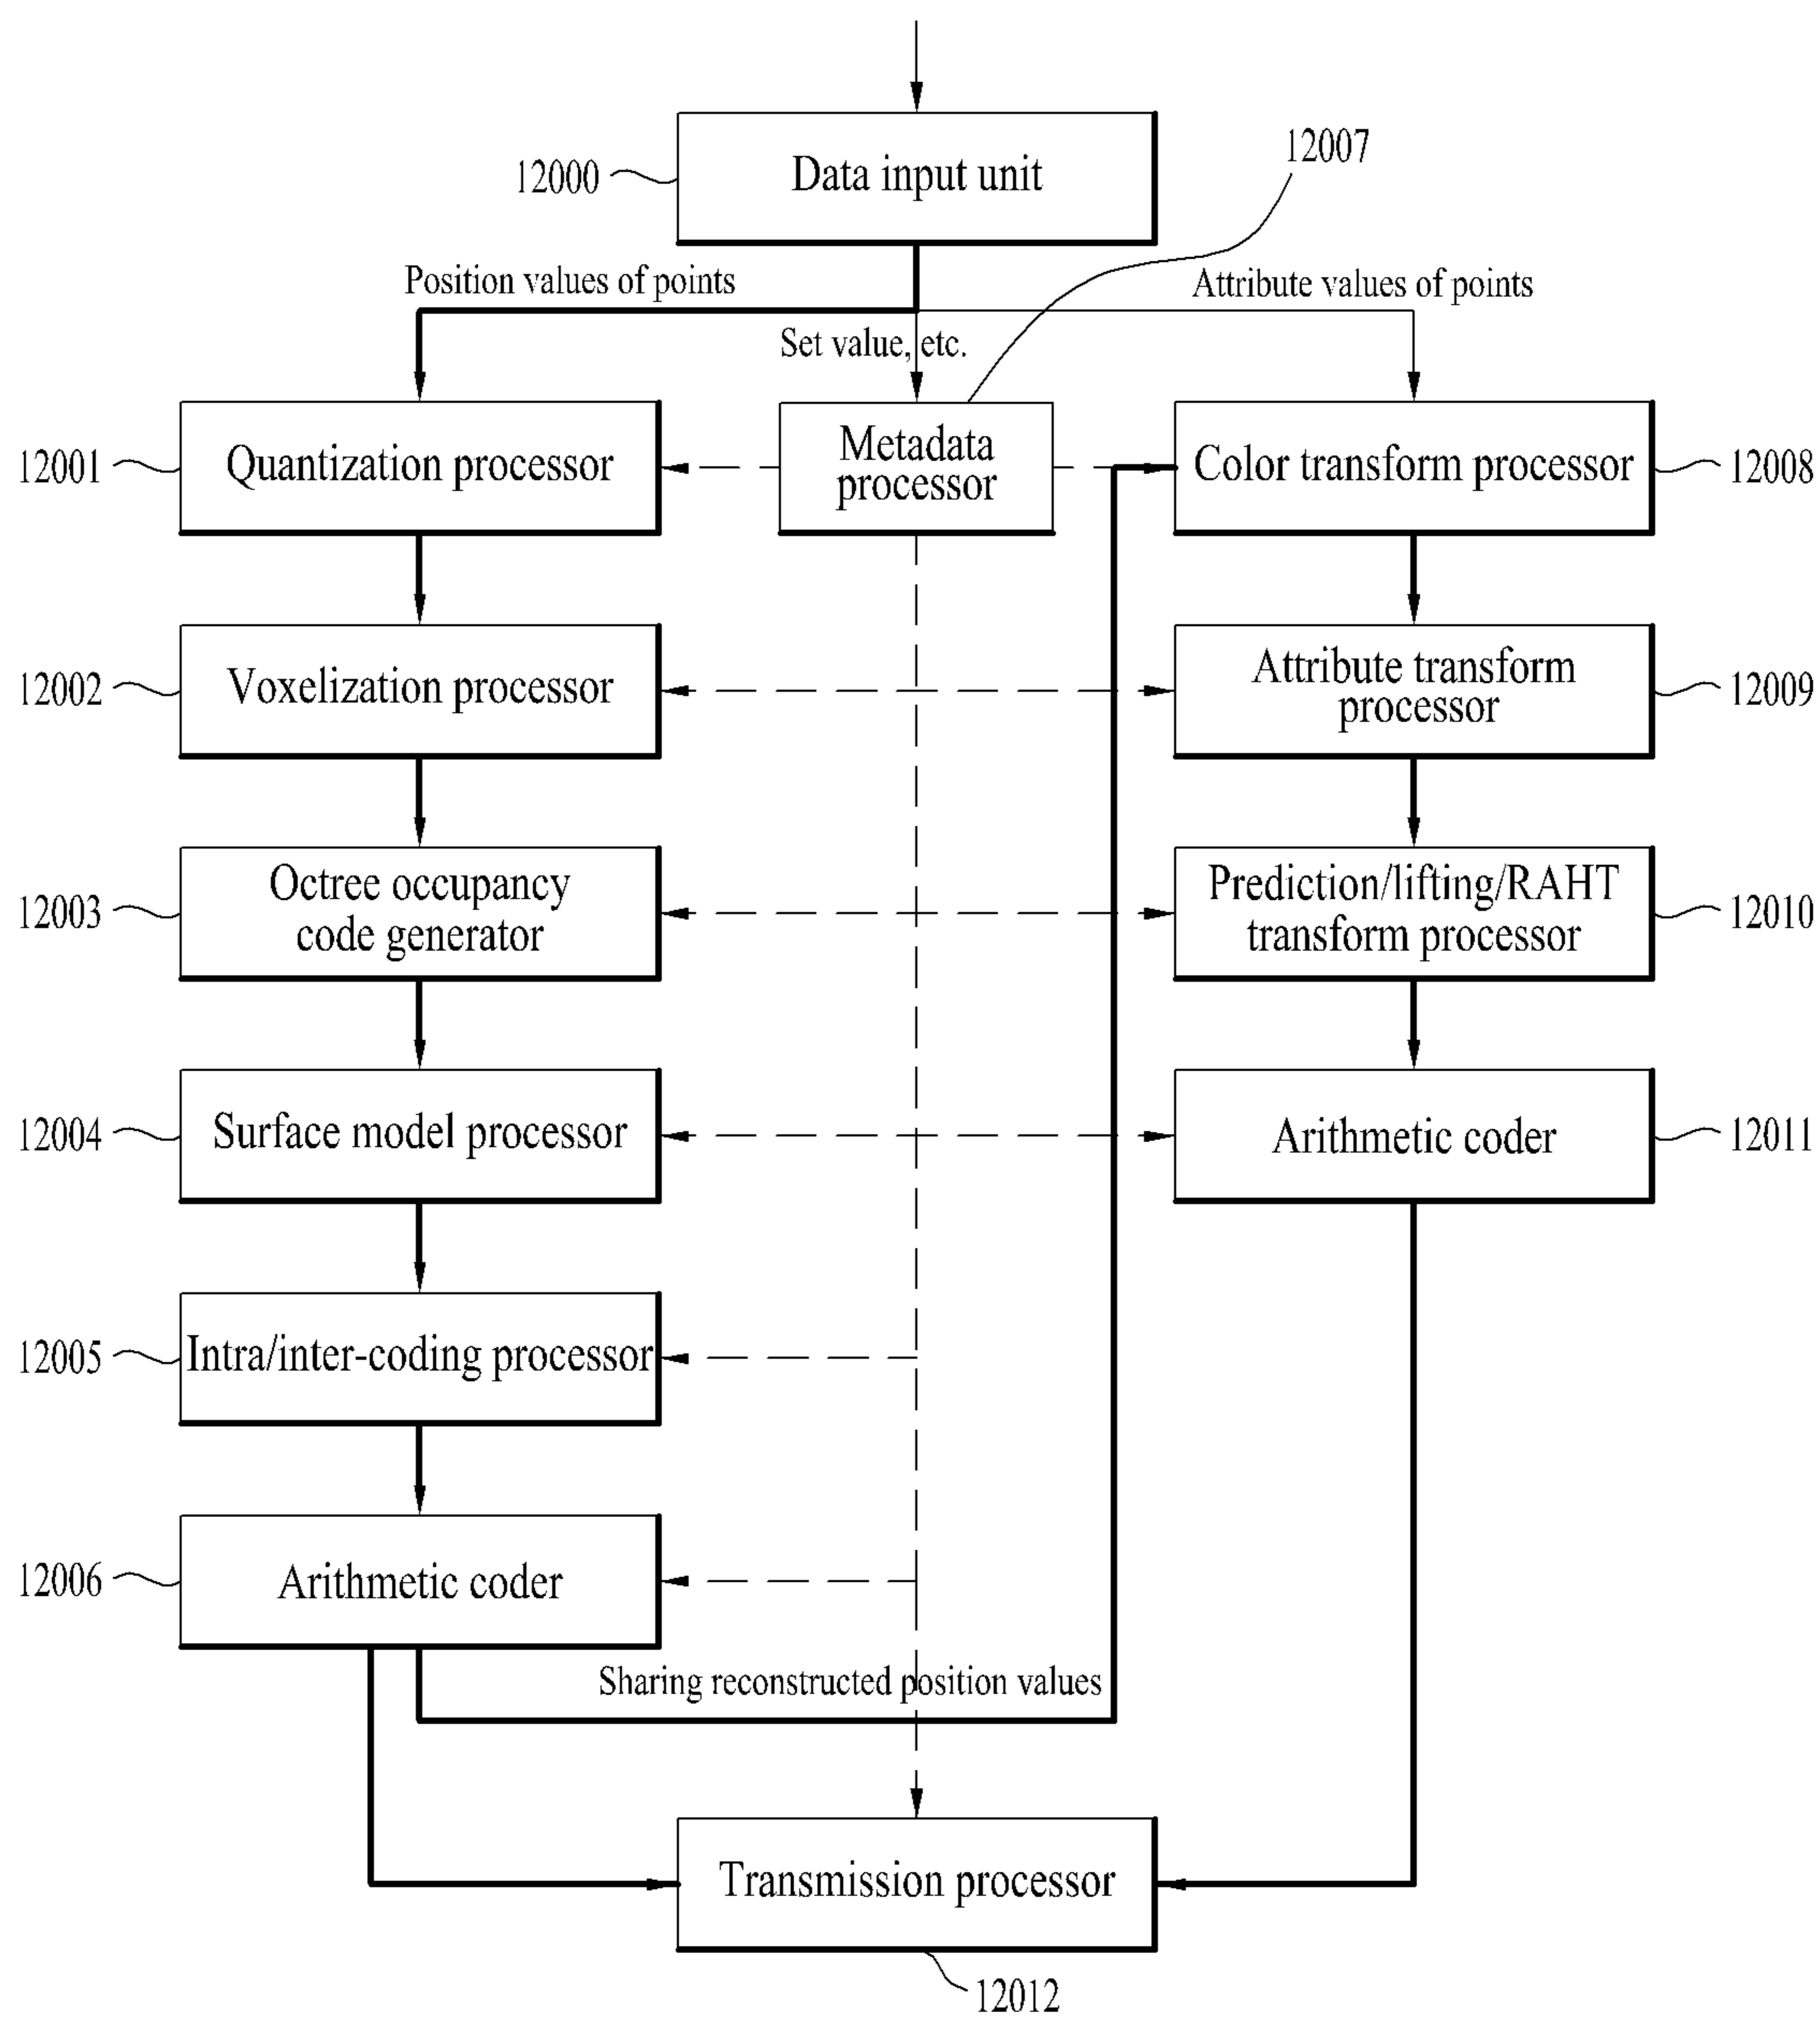 12000
Data input unit
12007
Position values of points
Attribute values of points
Set value, etc.
12001
Quantization processor
Metadata
processor
Color transform processor
12008
12002
Voxelization processor
Attribute transform
processor
12009
12003
Octree occupancy
code generator
Prediction/lifting/RAHT
transform processor
12010
12004
Surface model processor
Arithmetic coder
12011
12005
Intra/inter-coding processor
12006
Arithmetic coder
Sharing reconstructed position values
Transmission processor
12012